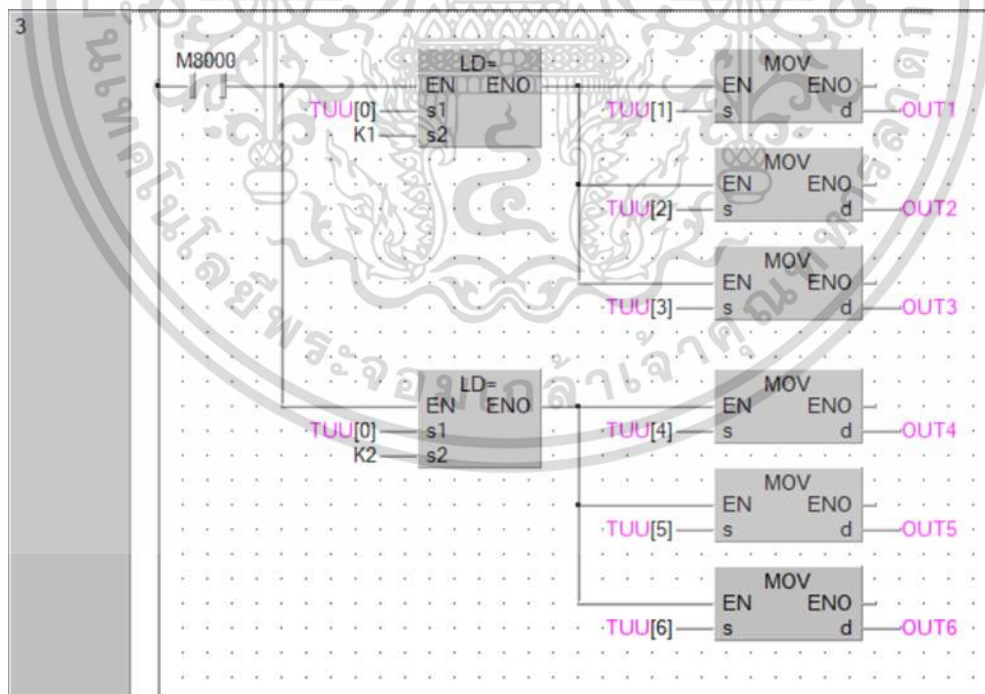 3
M8000
LD=
EN ENO
TUU[0] s1
K1 s2
MOV
EN ENO
TUU[1] s d OUT1
MOV
EN ENO
TUU[2] s d OUT2
MOV
EN ENO
TUU[3] s d OUT3
LD=
EN ENO
TUU[0] s1
K2 s2
MOV
EN ENO
TUU[4] s d OUT4
MOV
EN ENO
TUU[5] s d OUT5
MOV
EN ENO
TUU[6] s d OUT6